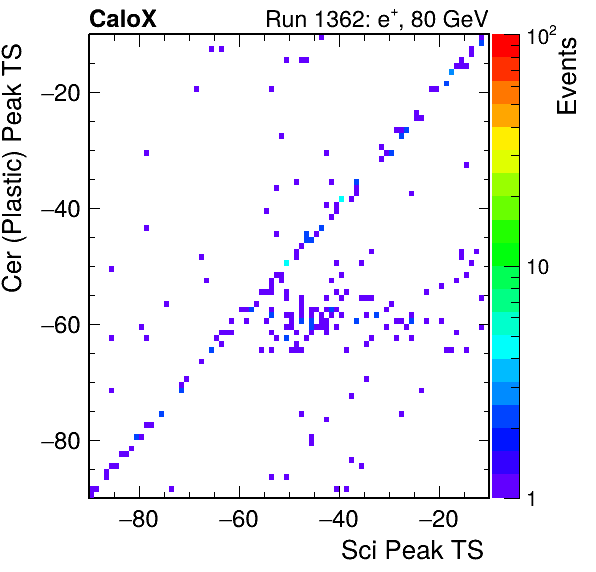 CaloX Run 1362: e⁺, 80 GeV
Cer (Plastic) Peak TS
−20
−40
−60
−80
−80 −60 −40 −20
Sci Peak TS
10²
10
1
Events